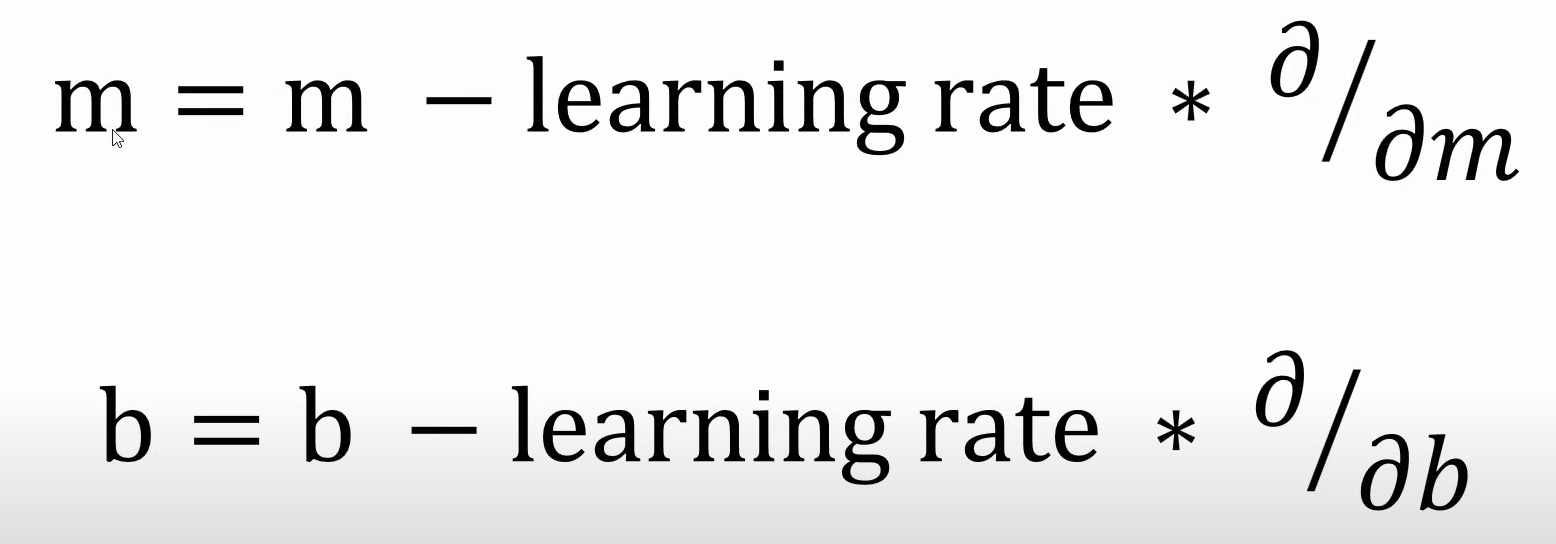 m = m − learning rate * ∂/∂m
b = b − learning rate * ∂/∂b